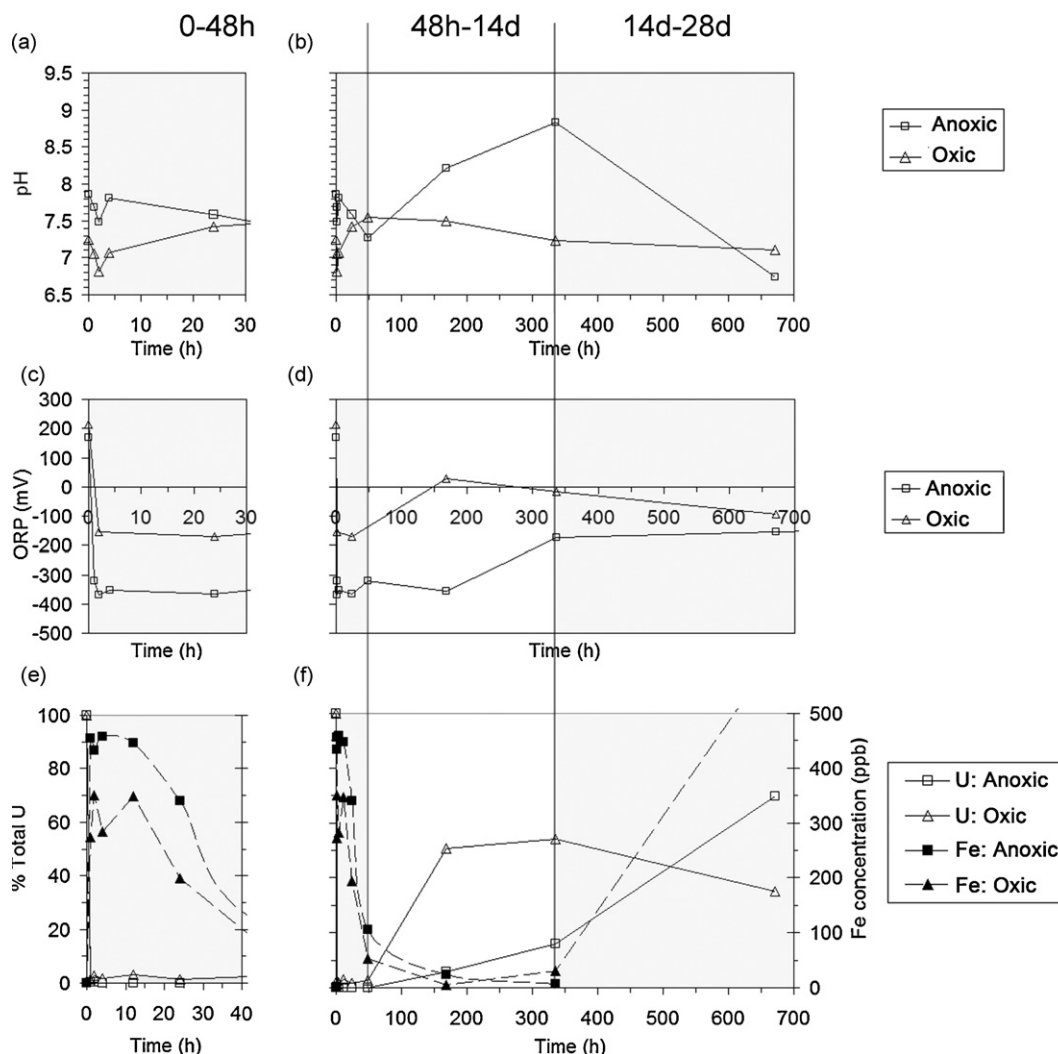 0-48h 48h-14d 14d-28d
(a) (b)
9.5
9
8
7.5
7
6.5
pH
0 10 20 30
Time (h)
0 100 200 300 400 500 600 700
Time (h)
Anoxic
Oxic
(c) (d)
300
200
100
0
-100
-200
-300
-400
-500
ORP (mV)
0 10 20 30
Time (h)
0 100 200 300 400 500 600 700
Time (h)
Anoxic
Oxic
(e) (f)
100
80
60
40
20
0
% Total U
0 10 20 30 40
Time (h)
500
400
300
200
100
0
Fe concentration (ppb)
0 100 200 300 400 500 600 700
Time (h)
U: Anoxic
U: Oxic
Fe: Anoxic
Fe: Oxic